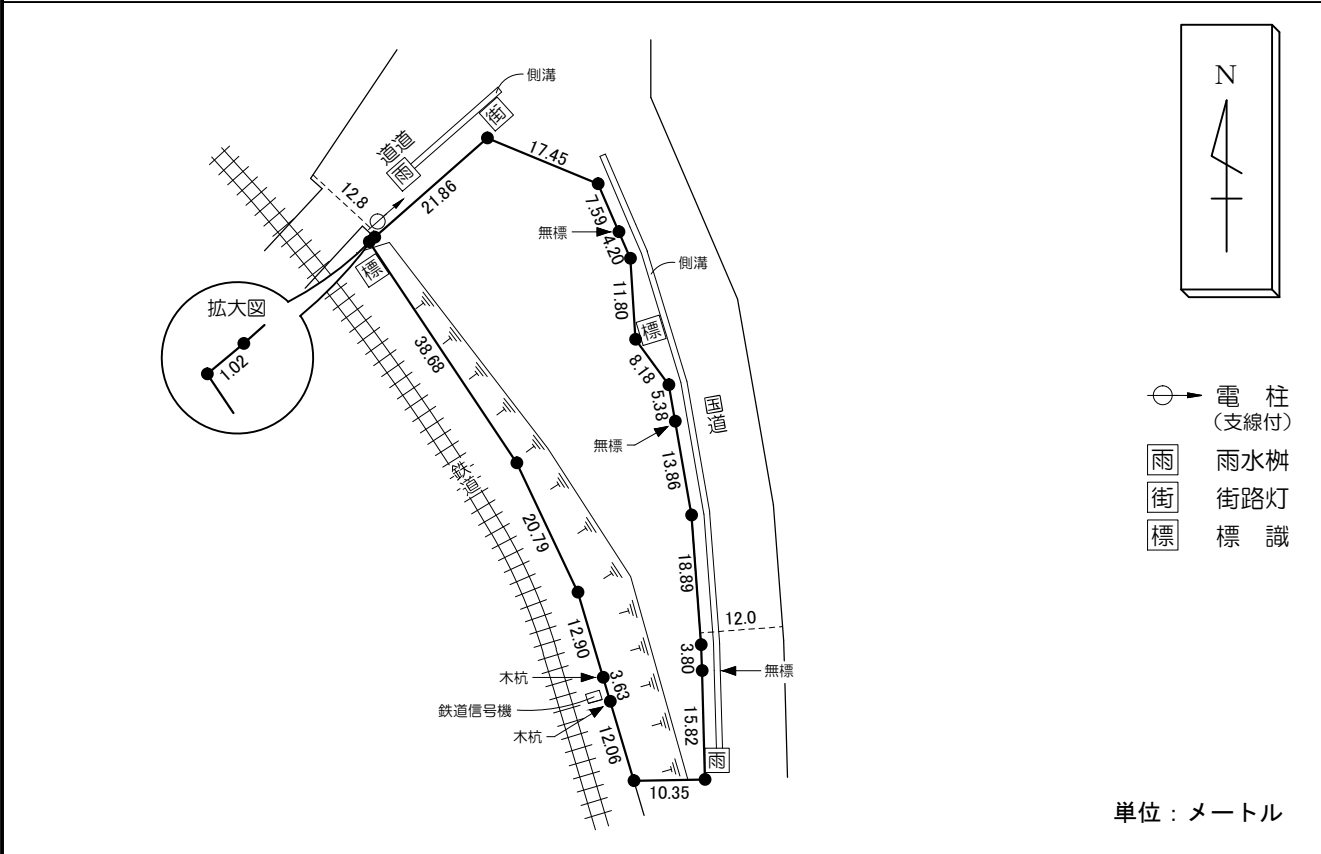 側溝
街
道道
雨
17.45
12.8
21.86
7.59
無標
4.20
側溝
標
拡大図
1.02
11.80
標
38.68
8.18
5.38
国道
無標
鉄道
13.86
20.79
18.89
12.0
12.90
3.80
木杭
3.63
無標
鉄道信号機
木杭
12.06
15.82
雨
10.35
N
電 柱
(支線付)
雨 雨水桝
街 街路灯
標 標 識
単位：メートル